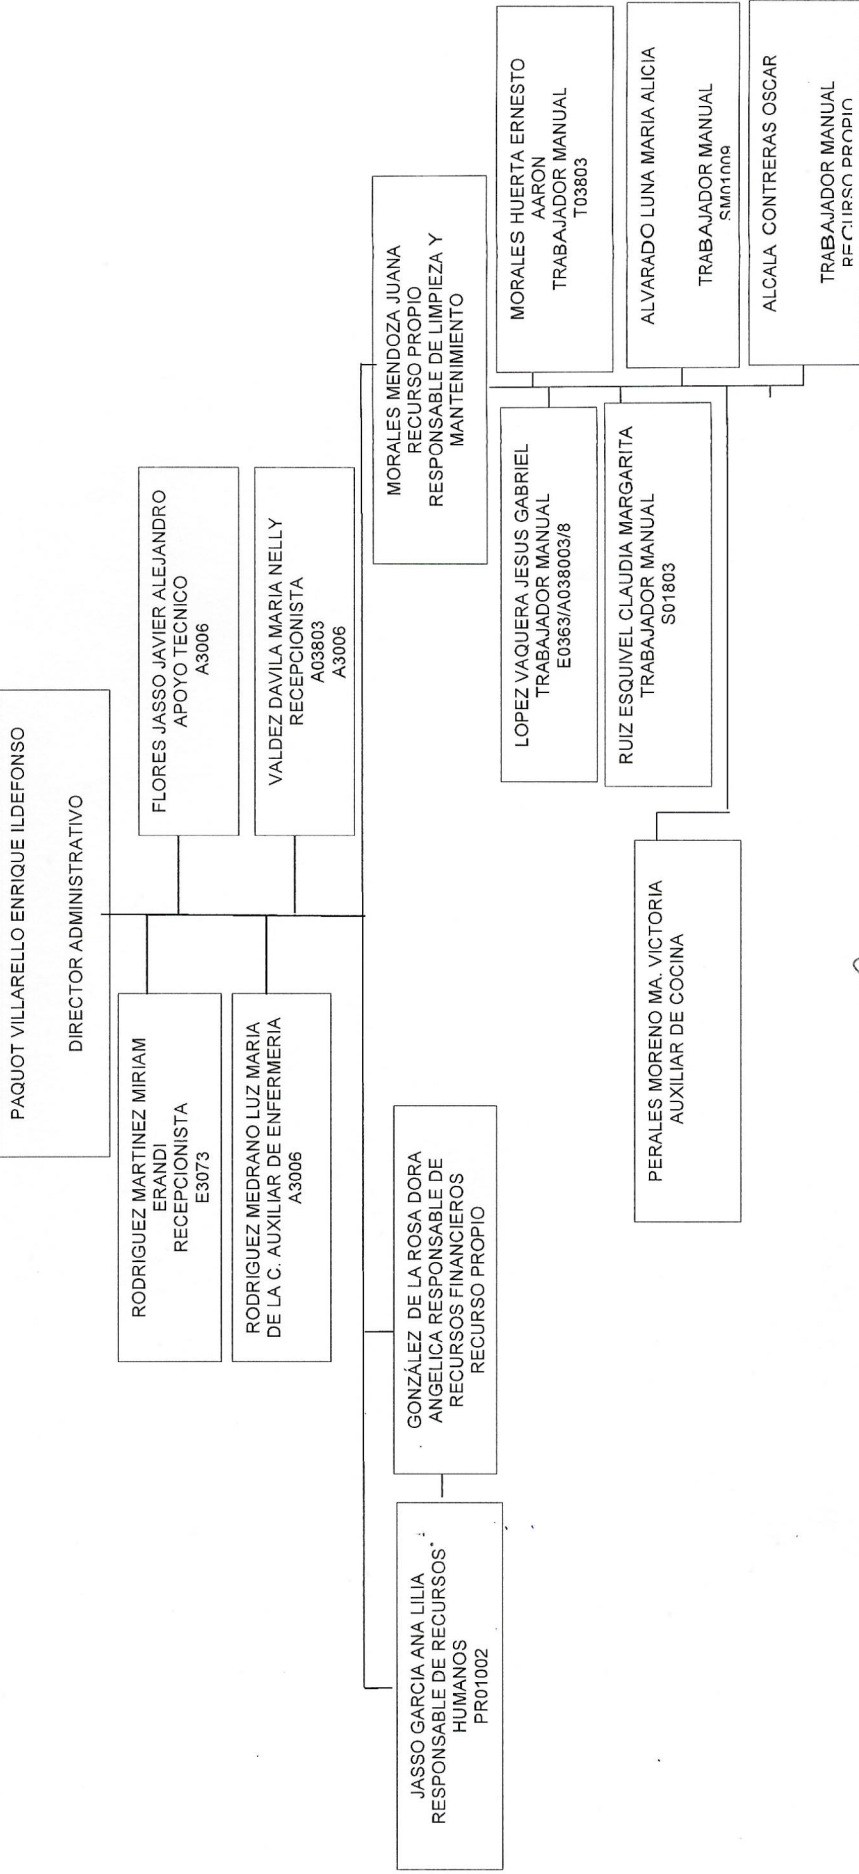 PAQUOT VILLARELLO ENRIQUE ILDEFONSO
DIRECTOR ADMINISTRATIVO
RODRIGUEZ MARTINEZ MIRIAM
ERANDI
RECEPCIONISTA
E3073
FLORES JASSO JAVIER ALEJANDRO
APOYO TECNICO
A3006
RODRIGUEZ MEDRANO LUZ MARIA
DE LA C. AUXILIAR DE ENFERMERIA
A3006
VALDEZ DAVILA MARIA NELLY
RECEPCIONISTA
A03803
A3006
JASSO GARCIA ANA LILIA
RESPONSABLE DE RECURSOS
HUMANOS
PR01002
GONZÁLEZ DE LA ROSA DORA
ANGELICA RESPONSABLE DE
RECURSOS FINANCIEROS
RECURSO PROPIO
MORALES MENDOZA JUANA
RECURSO PROPIO
RESPONSABLE DE LIMPIEZA Y
MANTENIMIENTO
LOPEZ VAQUERA JESUS GABRIEL
TRABAJADOR MANUAL
E0363/A038003/8
MORALES HUERTA ERNESTO
AARON
TRABAJADOR MANUAL
T03803
RUIZ ESQUIVEL CLAUDIA MARGARITA
TRABAJADOR MANUAL
S01803
ALVARADO LUNA MARIA ALICIA
TRABAJADOR MANUAL
SM01009
PERALES MORENO MA. VICTORIA
AUXILIAR DE COCINA
ALCALA CONTRERAS OSCAR
TRABAJADOR MANUAL
RECURSO PROPIO